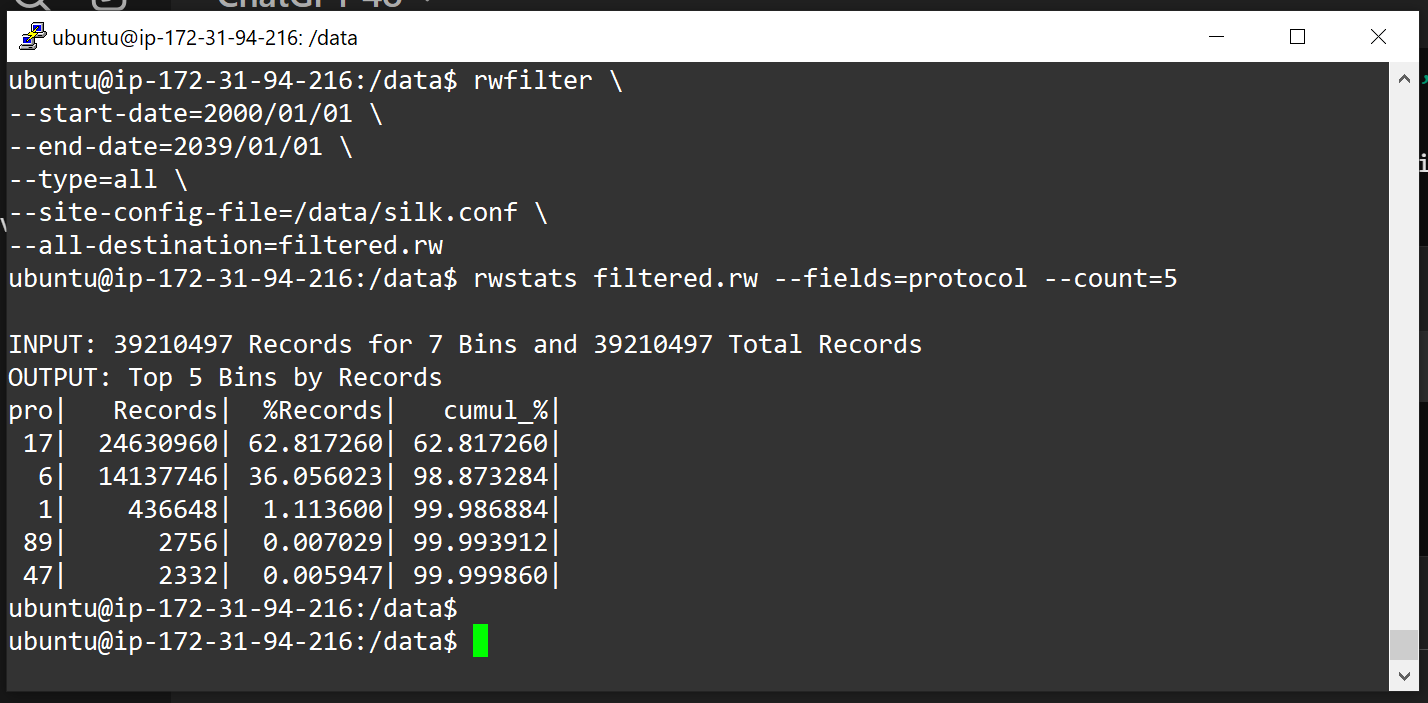 ChatGPT 4o
ubuntu@ip-172-31-94-216: /data
ubuntu@ip-172-31-94-216:/data$ rwfilter \
--start-date=2000/01/01 \
--end-date=2039/01/01 \
--type=all \
--site-config-file=/data/silk.conf \
--all-destination=filtered.rw
ubuntu@ip-172-31-94-216:/data$ rwstats filtered.rw --fields=protocol --count=5
INPUT: 39210497 Records for 7 Bins and 39210497 Total Records
OUTPUT: Top 5 Bins by Records
pro|   Records|  %Records|   cumul_%|
 17|  24630960| 62.817260| 62.817260|
  6|  14137746| 36.056023| 98.873284|
  1|    436648|  1.113600| 99.986884|
 89|      2756|  0.007029| 99.993912|
 47|      2332|  0.005947| 99.999860|
ubuntu@ip-172-31-94-216:/data$
ubuntu@ip-172-31-94-216:/data$